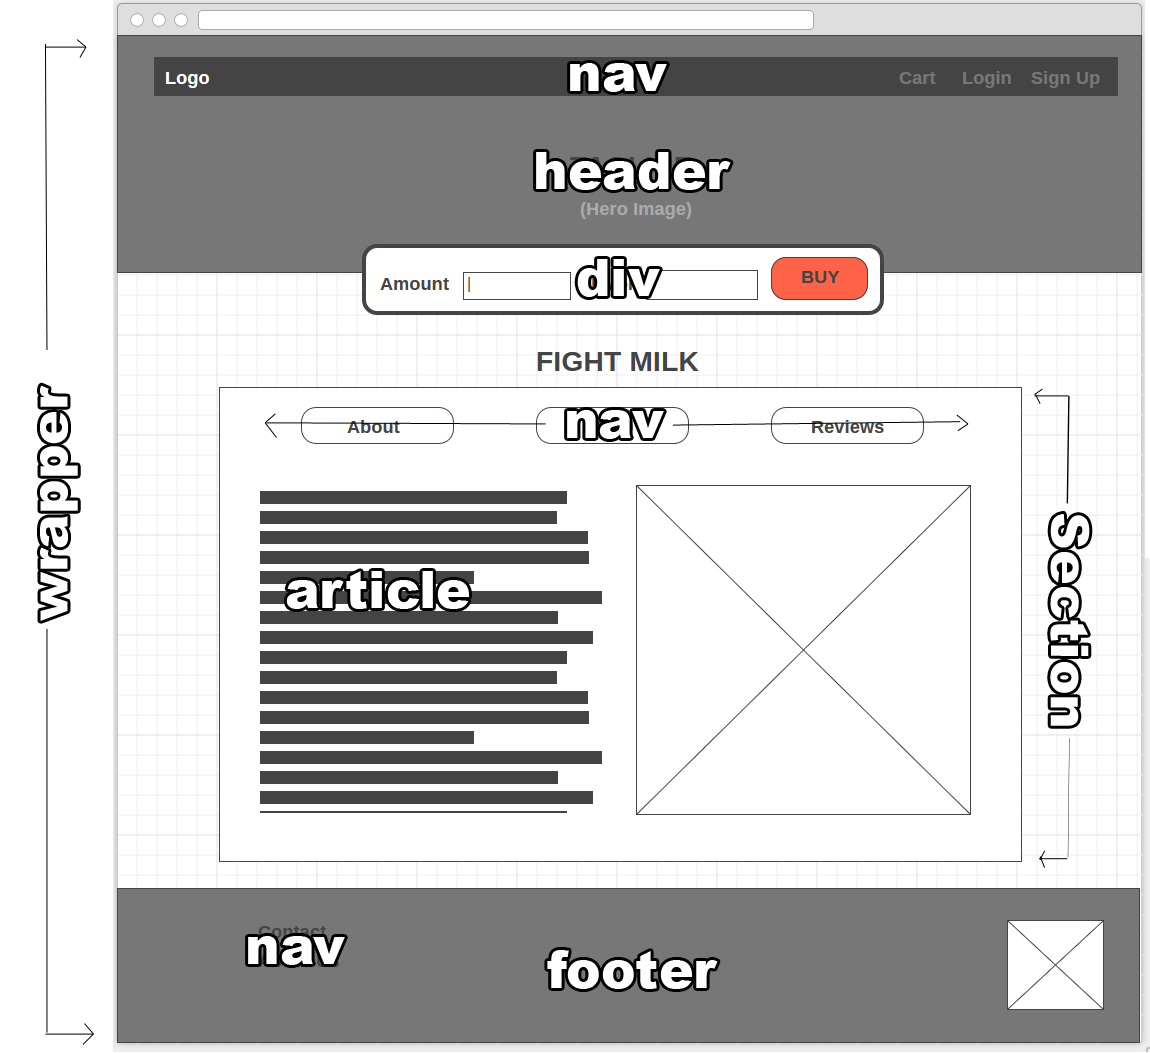 Logo nav Cart Login Sign Up
header
(Hero Image)
Amount div BUY
FIGHT MILK
About nav Reviews
wrapper
Section
article
Contact
nav
footer